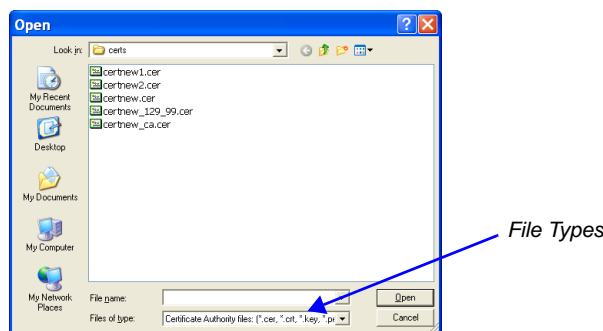 Open
Look in: certs
certnew1.cer
certnew2.cer
certnew.cer
certnew_129_99.cer
certnew_ca.cer
My Recent
Documents
Desktop
My Documents
My Computer
My Network
Places
File name:
Open
Files of type: Certificate Authority files: (*.cer, *.crt, *.key, *.p
Cancel
File Types